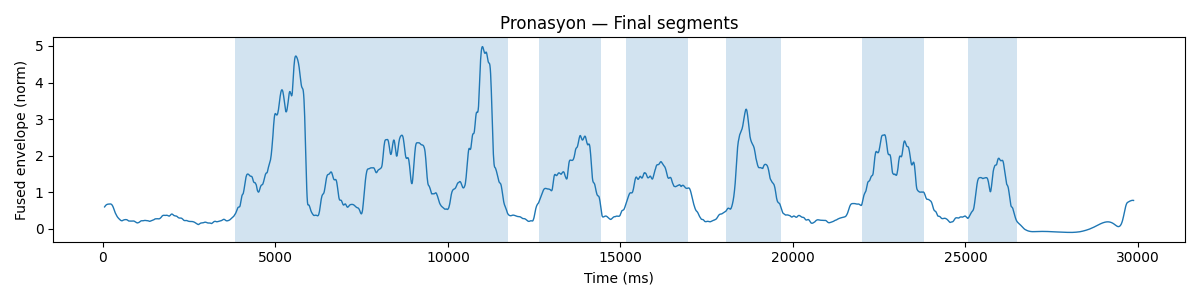 Pronasyon — Final segments
Fused envelope (norm)
5
4
3
2
1
0
0 5000 10000 15000 20000 25000 30000
Time (ms)